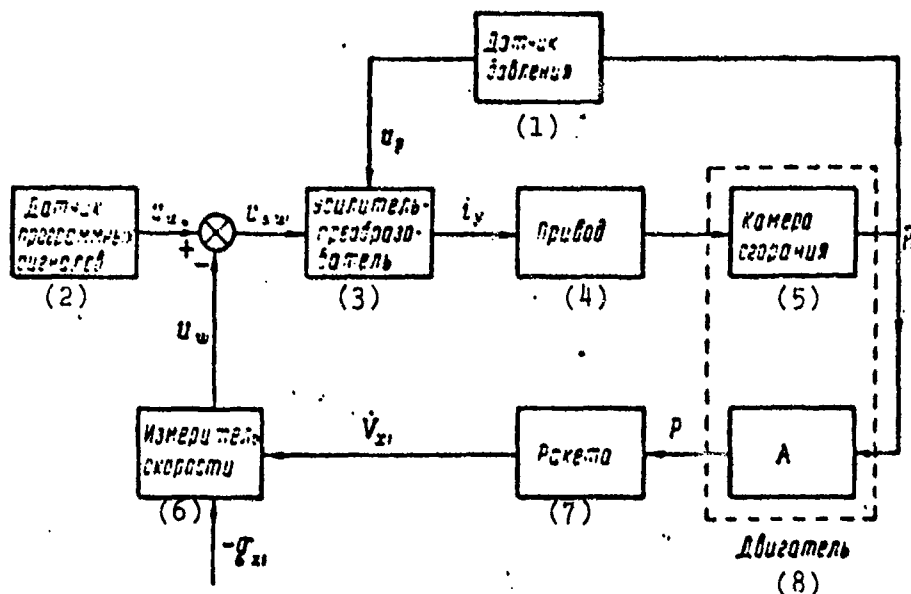 Датчик
давления
(1)
u_p
Датчик
программных
сигналов
(2)
+
−
Усилитель-
преобразо-
ватель
(3)
i_y
Привод
(4)
Камера
сгорания
(5)
u_w
Измеритель
скорости
(6)
V̇_x1
Ракета
(7)
P
A
-g_x1
Двигатель
(8)